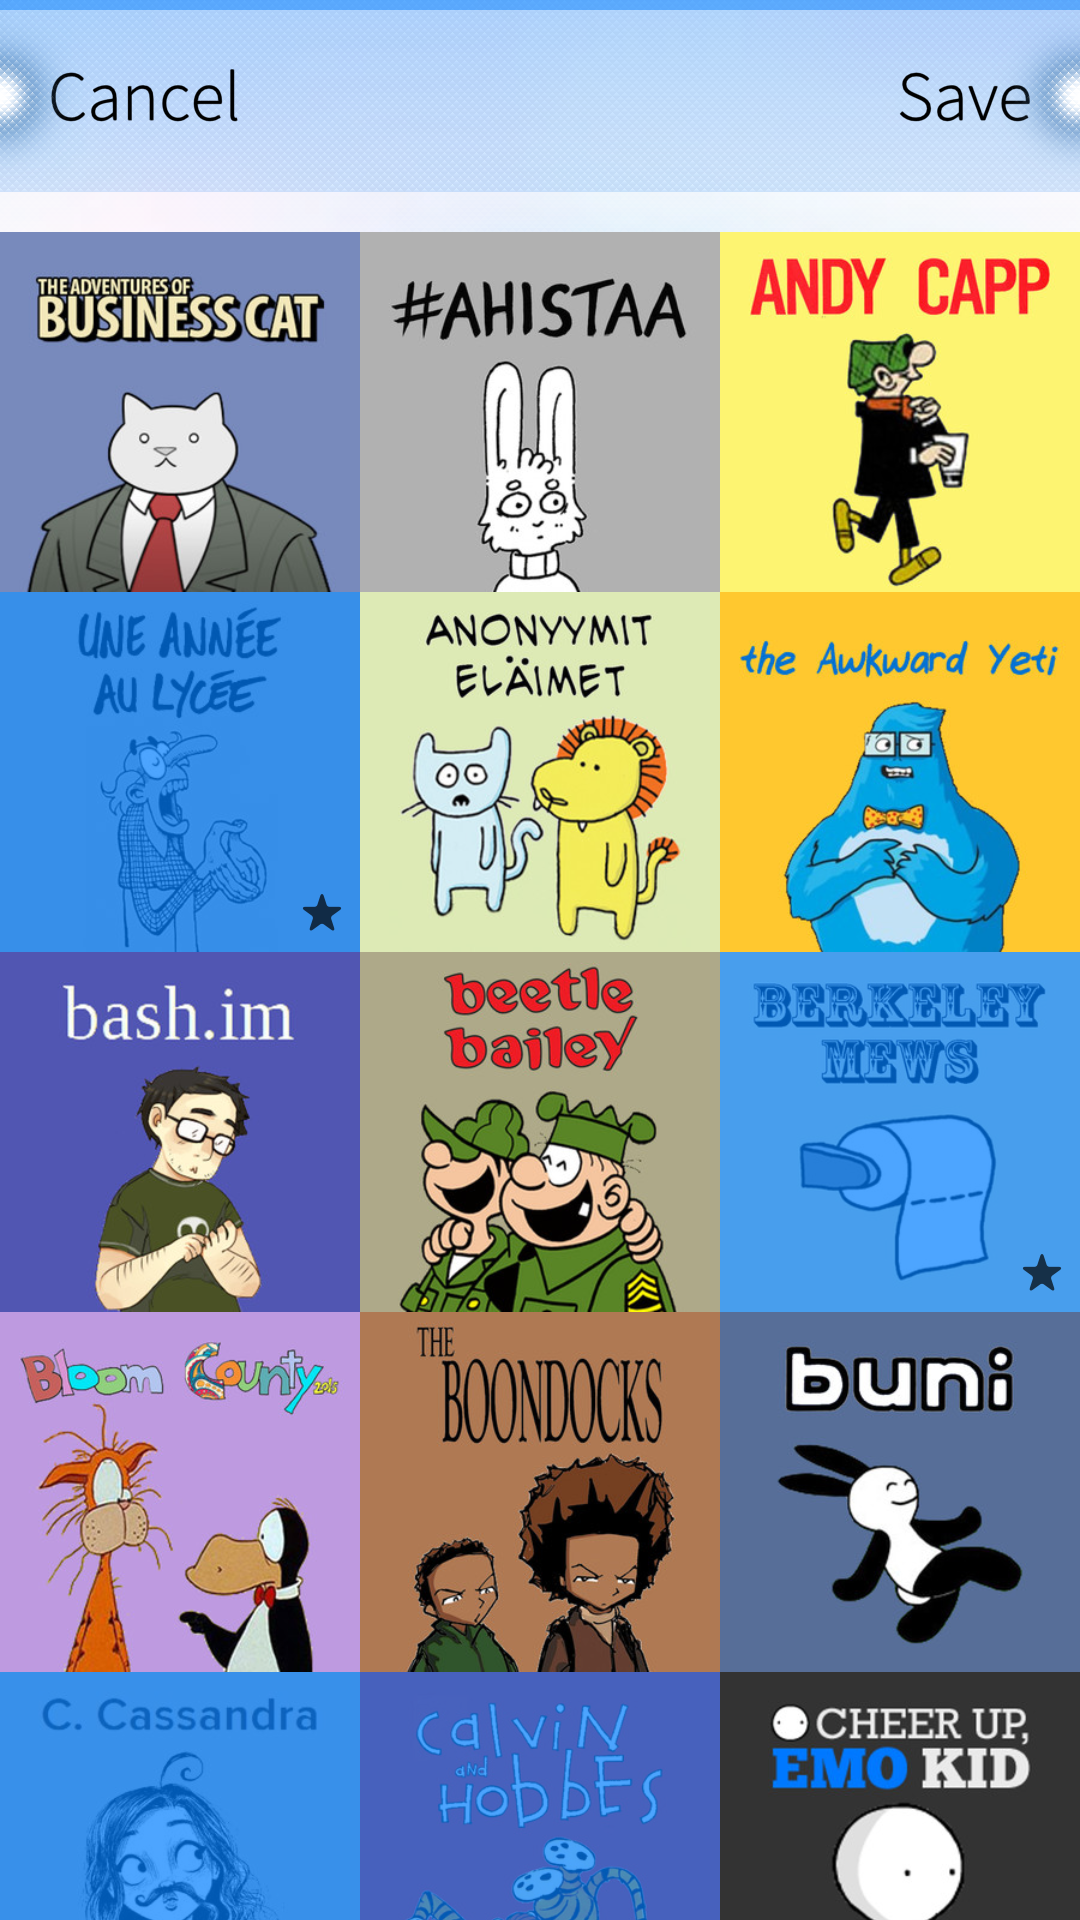 Cancel
Save
THE ADVENTURES OF
BUSINESS CAT
#AHISTAA
ANDY CAPP
UNE ANNÉE
AU LYCÉE
ANONYYMIT
ELÄIMET
the Awkward Yeti
bash.im
beetle
bailey
BERKELEY
MEWS
Bloom County 2015
THE
BOONDOCKS
buni
C. Cassandra
CALVIN
AND
HOBBES
CHEER UP,
EMO KID